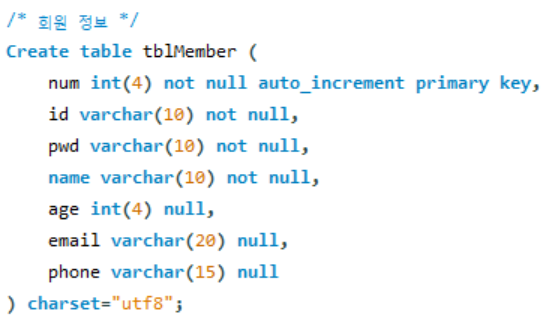 /* 회원 정보 */
Create table tblMember (
num int(4) not null auto_increment primary key,
id varchar(10) not null,
pwd varchar(10) not null,
name varchar(10) not null,
age int(4) null,
email varchar(20) null,
phone varchar(15) null
) charset="utf8";